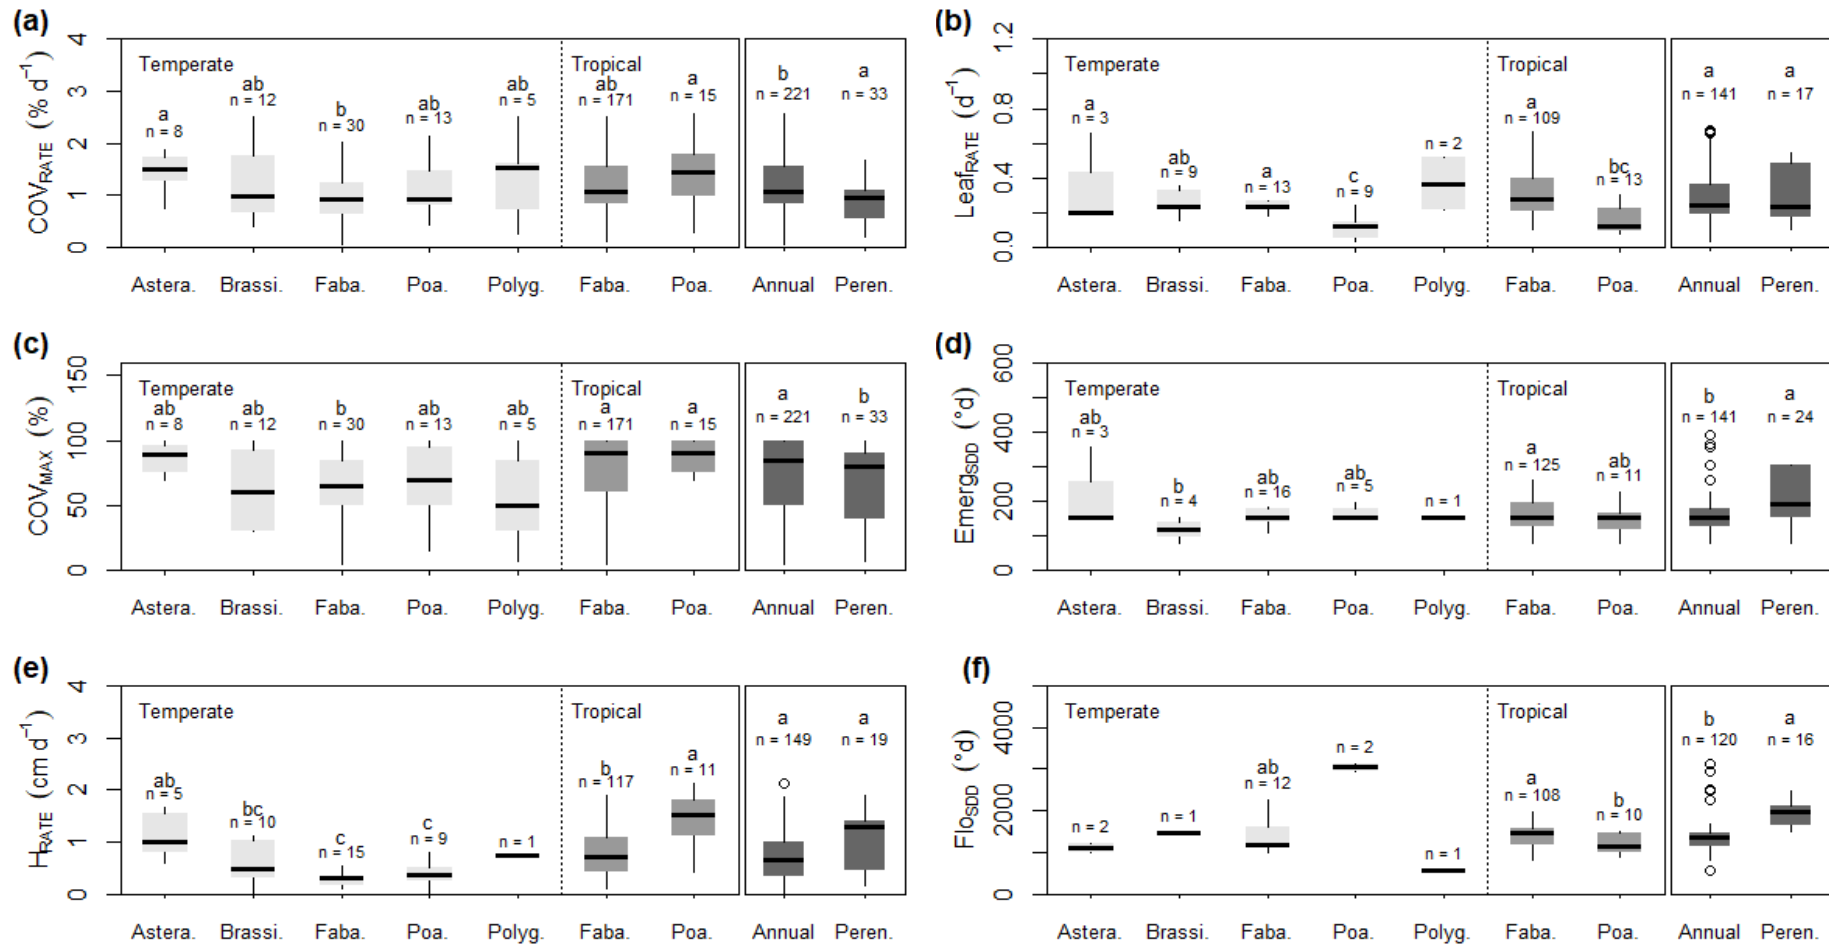 (a)
COV_RATE (% d⁻¹)
0 1 2 3 4
Temperate
Tropical
a
n = 8
ab
n = 12
b
n = 30
ab
n = 13
ab
n = 5
ab
n = 171
a
n = 15
b
n = 221
a
n = 33
Astera. Brassi. Faba. Poa. Polyg. Faba. Poa. Annual Peren.
(b)
Leaf_RATE (d⁻¹)
0.0 0.4 0.8 1.2
Temperate
Tropical
a
n = 3
ab
n = 9
a
n = 13
c
n = 9
n = 2
a
n = 109
bc
n = 13
a
n = 141
a
n = 17
Astera. Brassi. Faba. Poa. Polyg. Faba. Poa. Annual Peren.
(c)
COV_MAX (%)
0 50 100 150
Temperate
Tropical
ab
n = 8
ab
n = 12
b
n = 30
ab
n = 13
ab
n = 5
a
n = 171
a
n = 15
a
n = 221
b
n = 33
Astera. Brassi. Faba. Poa. Polyg. Faba. Poa. Annual Peren.
(d)
Emerg_SDD (°d)
0 200 400 600
Temperate
Tropical
ab
n = 3
b
n = 4
ab
n = 16
ab
n = 5
n = 1
a
n = 125
ab
n = 11
b
n = 141
a
n = 24
Astera. Brassi. Faba. Poa. Polyg. Faba. Poa. Annual Peren.
(e)
H_RATE (cm d⁻¹)
0 1 2 3 4
Temperate
Tropical
ab
n = 5
bc
n = 10
c
n = 15
c
n = 9
n = 1
b
n = 117
a
n = 11
a
n = 149
a
n = 19
Astera. Brassi. Faba. Poa. Polyg. Faba. Poa. Annual Peren.
(f)
Flo_SDD (°d)
0 2000 4000
Temperate
Tropical
n = 2
n = 1
ab
n = 12
n = 2
n = 1
a
n = 108
b
n = 10
b
n = 120
a
n = 16
Astera. Brassi. Faba. Poa. Polyg. Faba. Poa. Annual Peren.